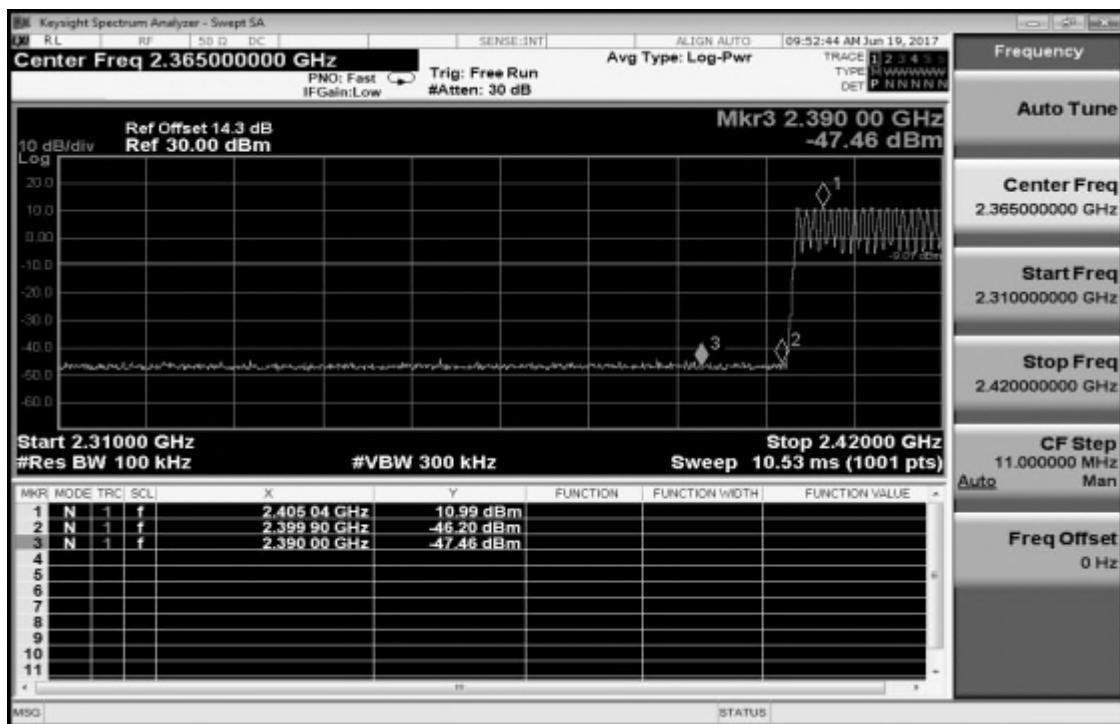 Keysight Spectrum Analyzer - Swept SA
RL RF 50 Ω DC SENSE:INT ALIGN AUTO 09:52:44 AM Jun 19, 2017
Center Freq 2.365000000 GHz
PNO: Fast
IFGain:Low
Trig: Free Run
#Atten: 30 dB
Avg Type: Log-Pwr
TRACE 1 2 3 4 5 6
TYPE M WWWWW
DET P N N N N N
Ref Offset 14.3 dB
Ref 30.00 dBm
10 dB/div
Log
Mkr3 2.390 00 GHz
-47.46 dBm
20.0
10.0
0.00
-10.0
-20.0
-30.0
-40.0
-50.0
-60.0
1
2
3
-9.01 dBm
Start 2.31000 GHz
Stop 2.42000 GHz
#Res BW 100 kHz
#VBW 300 kHz
Sweep 10.53 ms (1001 pts)
MKR MODE TRC SCL X Y FUNCTION FUNCTION WIDTH FUNCTION VALUE
1 N 1 f 2.405 04 GHz 10.99 dBm
2 N 1 f 2.399 90 GHz -46.20 dBm
3 N 1 f 2.390 00 GHz -47.46 dBm
4
5
6
7
8
9
10
11
MSG STATUS
Frequency
Auto Tune
Center Freq
2.365000000 GHz
Start Freq
2.310000000 GHz
Stop Freq
2.420000000 GHz
CF Step
11.000000 MHz
Auto Man
Freq Offset
0 Hz